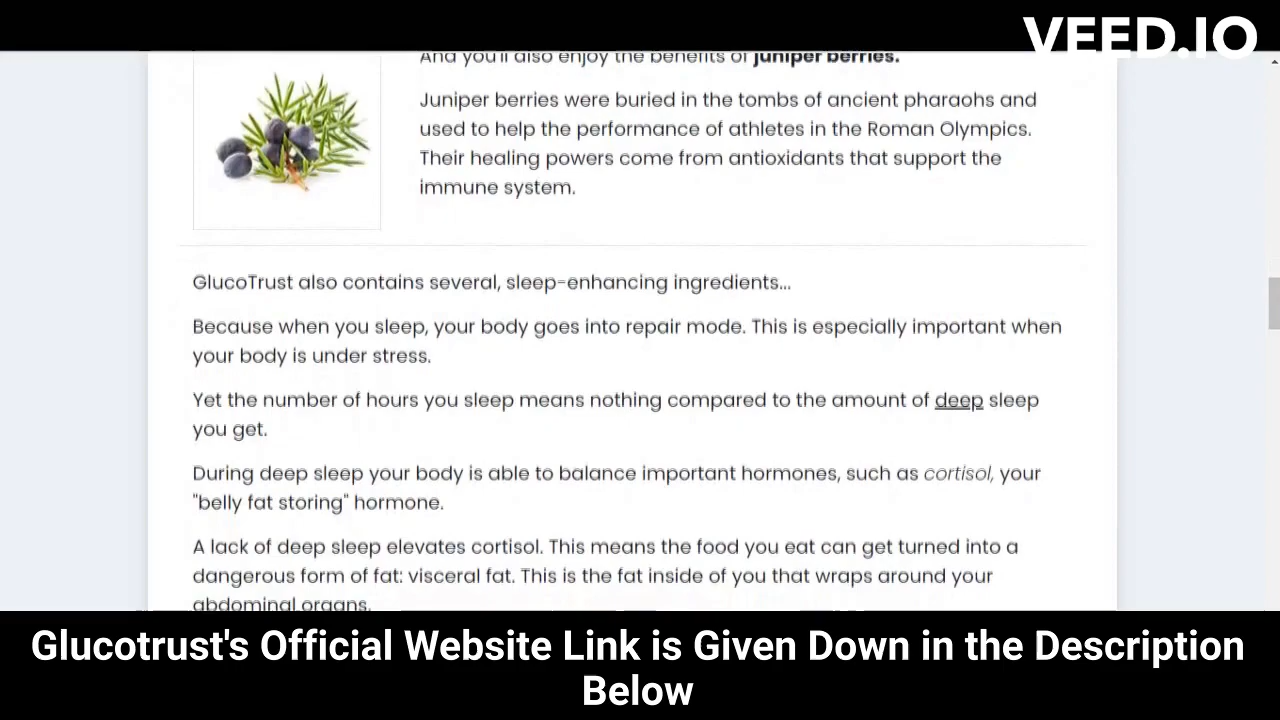 VEED.IO
And you'll also enjoy the benefits of juniper berries.
Juniper berries were buried in the tombs of ancient pharaohs and
used to help the performance of athletes in the Roman Olympics.
Their healing powers come from antioxidants that support the
immune system.
GlucoTrust also contains several, sleep-enhancing ingredients...
Because when you sleep, your body goes into repair mode. This is especially important when
your body is under stress.
Yet the number of hours you sleep means nothing compared to the amount of deep sleep
you get.
During deep sleep your body is able to balance important hormones, such as cortisol, your
"belly fat storing" hormone.
A lack of deep sleep elevates cortisol. This means the food you eat can get turned into a
dangerous form of fat: visceral fat. This is the fat inside of you that wraps around your
abdominal organs.
Glucotrust's Official Website Link is Given Down in the Description
Below